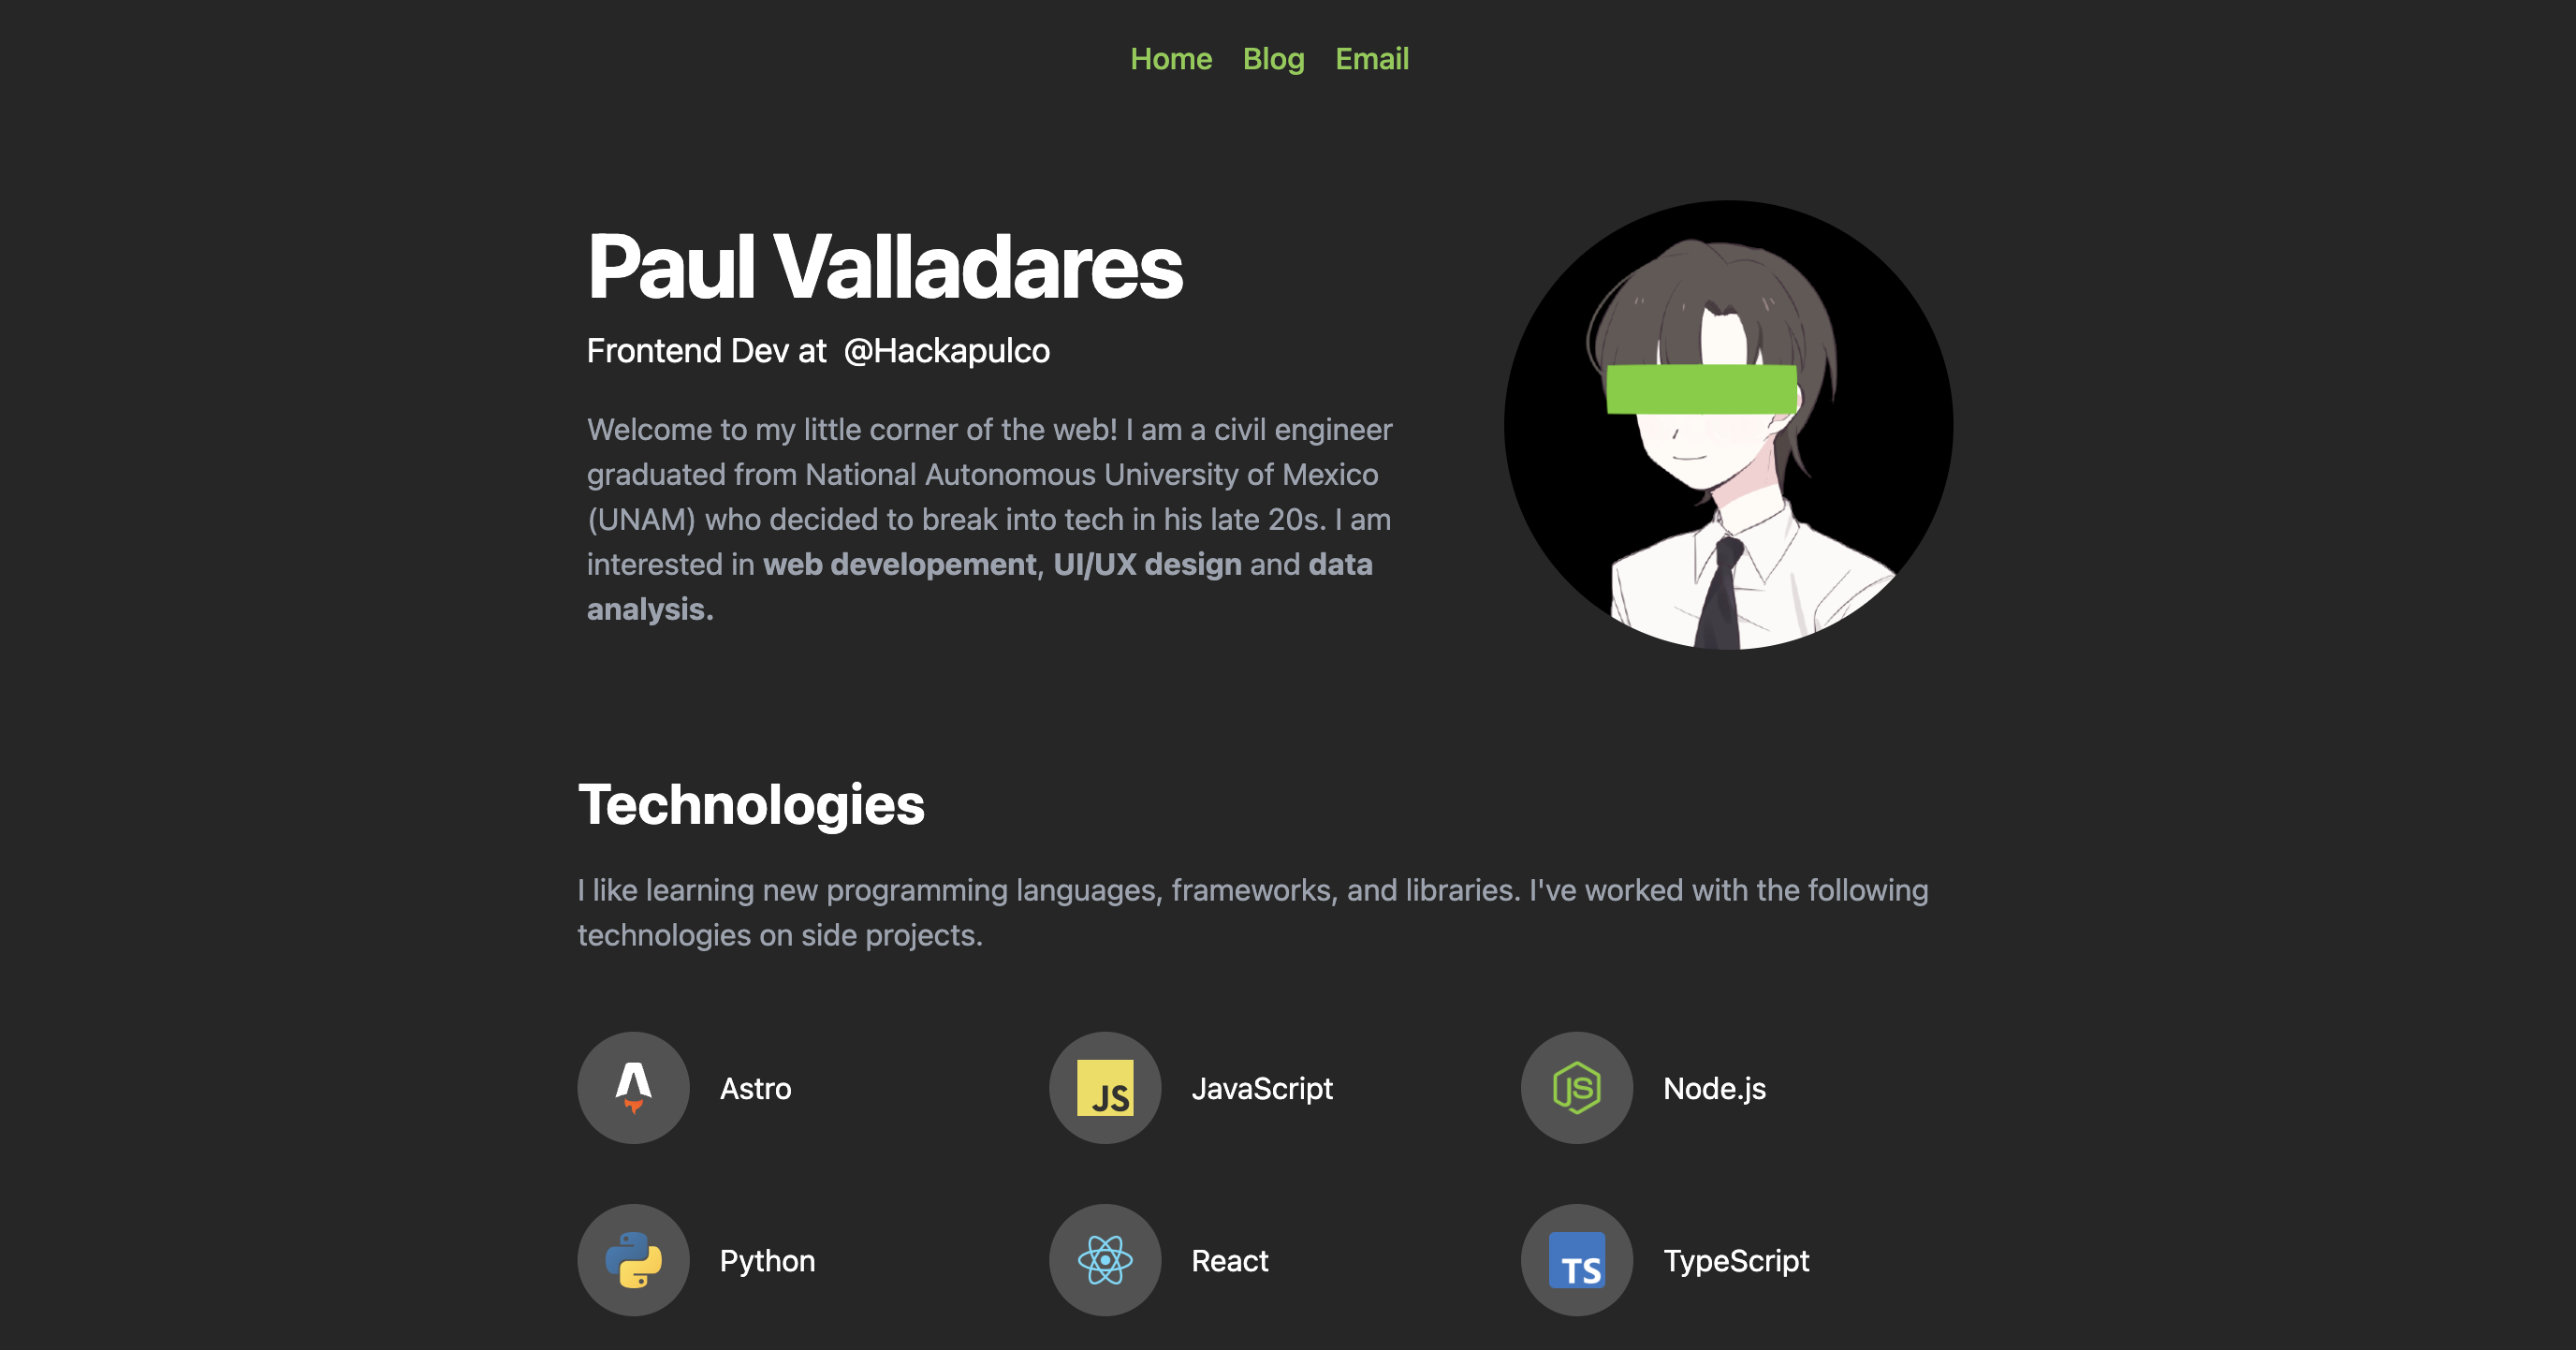 Home Blog Email
Paul Valladares
Frontend Dev at @Hackapulco
Welcome to my little corner of the web! I am a civil engineer
graduated from National Autonomous University of Mexico
(UNAM) who decided to break into tech in his late 20s. I am
interested in web developement, UI/UX design and data
analysis.
Technologies
I like learning new programming languages, frameworks, and libraries. I've worked with the following
technologies on side projects.
Astro
JS JavaScript
JS Node.js
Python
React
TS TypeScript